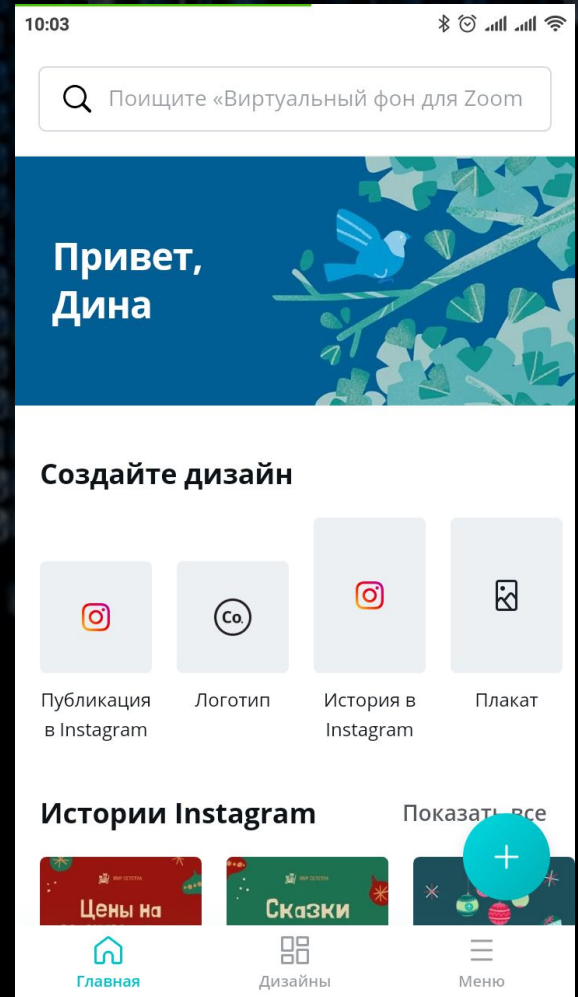 10:03
Поищите «Виртуальный фон для Zoom
Привет,
Дина
Создайте дизайн
Co.
Публикация
в Instagram
Логотип
История в
Instagram
Плакат
Истории Instagram
Показать все
Цены на
Сказки
Главная
Дизайны
Меню